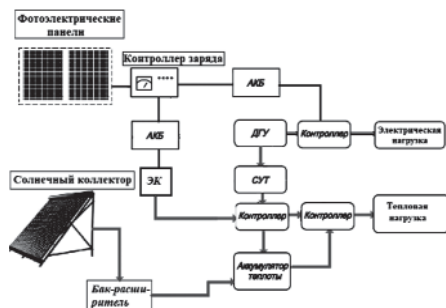 Фотоэлектрические
панели
Контроллер заряда
АКБ
АКБ
ДГУ
Контроллер
Электрическая
нагрузка
Солнечный коллектор
ЭК
СУТ
Контроллер
Контроллер
Тепловая
нагрузка
Аккумулятор
теплоты
Бак-расши-
ритель